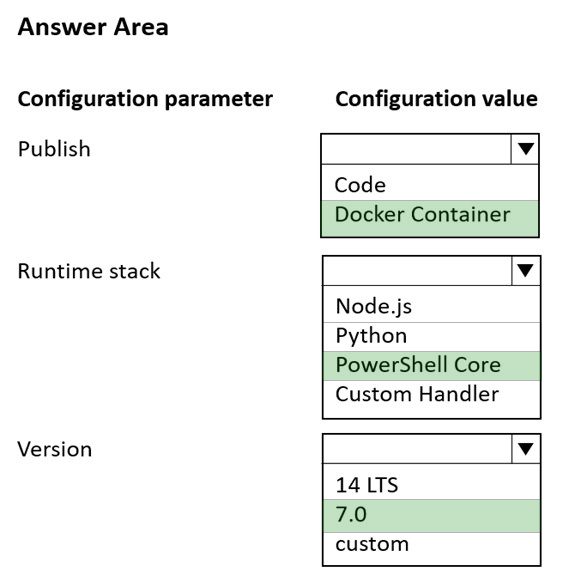 Answer Area
Configuration parameter Configuration value
Publish
Code
Docker Container
Runtime stack
Node.js
Python
PowerShell Core
Custom Handler
Version
14 LTS
7.0
custom